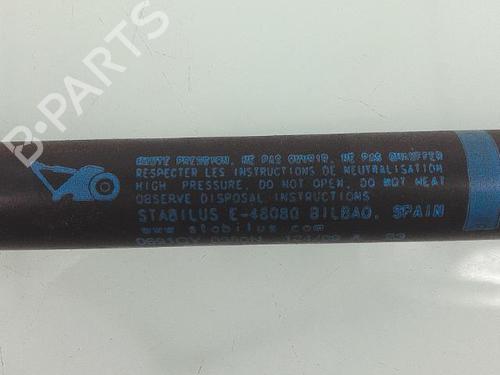 B-PARTS
HAUTE PRESSION, NE PAS OUVRIR, NE PAS CHAUFFER
RESPECTER LES INSTRUCTIONS DE NEUTRALISATION
HIGH PRESSURE, DO NOT OPEN, DO NOT HEAT
OBSERVE DISPOSAL INSTRUCTIONS
STABILUS E-48080 BILBAO, SPAIN
www.stabilus.com